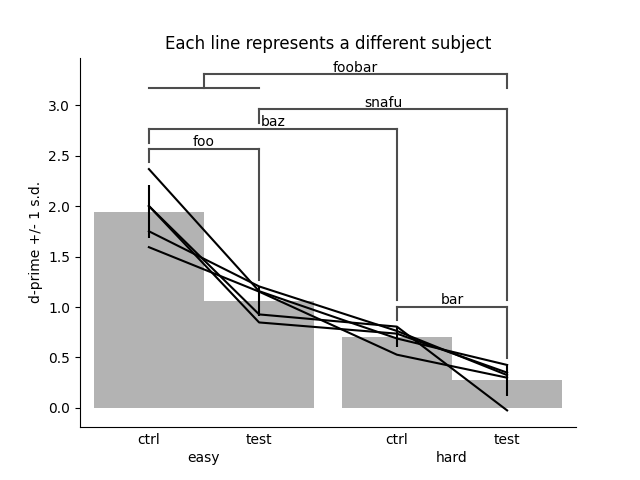 Each line represents a different subject
foobar
snafu
baz
foo
bar
d-prime +/- 1 s.d.
3.0
2.5
2.0
1.5
1.0
0.5
0.0
ctrl test ctrl test
easy hard